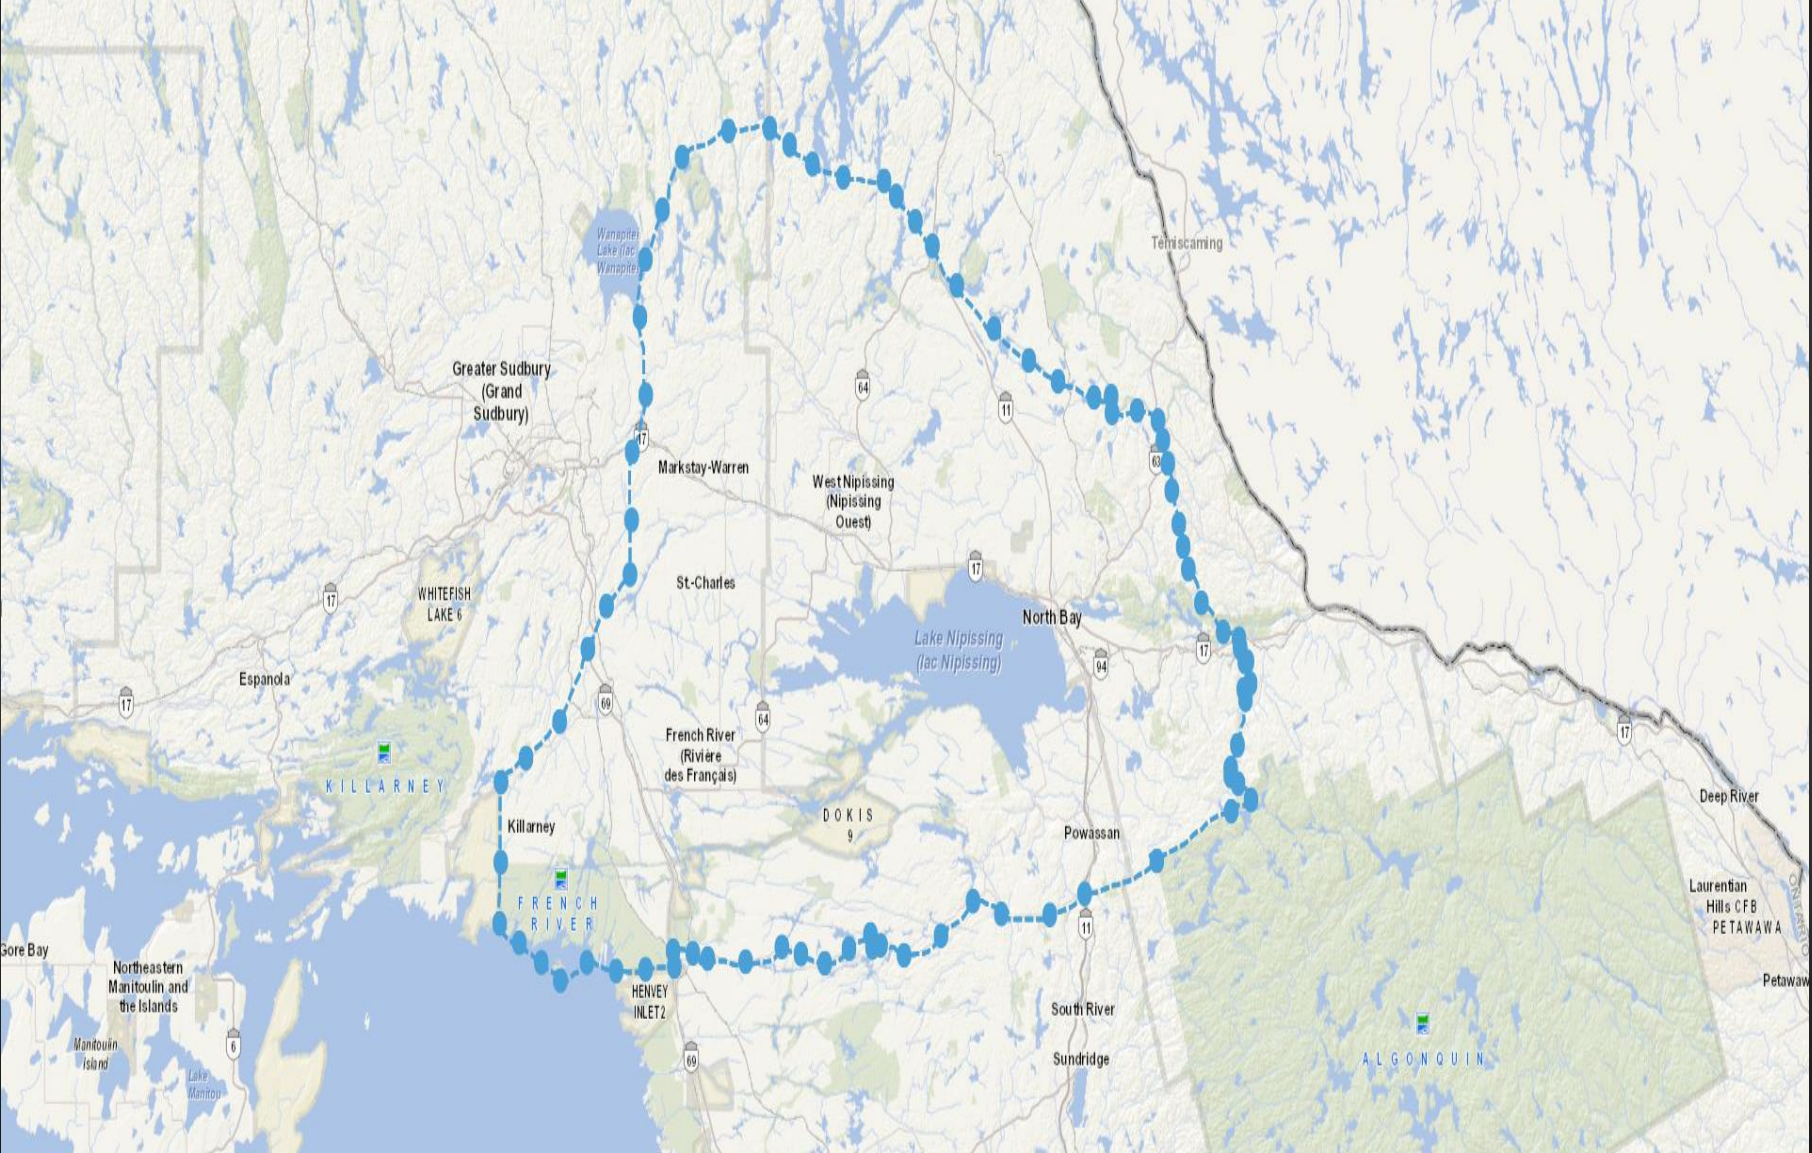 Temiscaming
Wanapitei
Lake (lac
Wanapitei
Greater Sudbury
(Grand
Sudbury)
64
11
17
63
Markstay-Warren
West Nipissing
(Nipissing
Ouest)
17
St.-Charles
WHITEFISH
LAKE 6
17
North Bay
Lake Nipissing
(lac Nipissing)
17
94
Espanola
17
69
64
17
French River
(Rivière
des Français)
KILLARNEY
Deep River
DOKIS
9
Killarney
Powassan
FRENCH
RIVER
Laurentian
Hills CFB
PETAWAWA
ONTARIO
11
Gore Bay
Northeastern
Manitoulin and
the Islands
HENVEY
INLET 2
Petawaw
South River
6
Manitoulin
Island
69
Sundridge
ALGONQUIN
Lake
Manitou